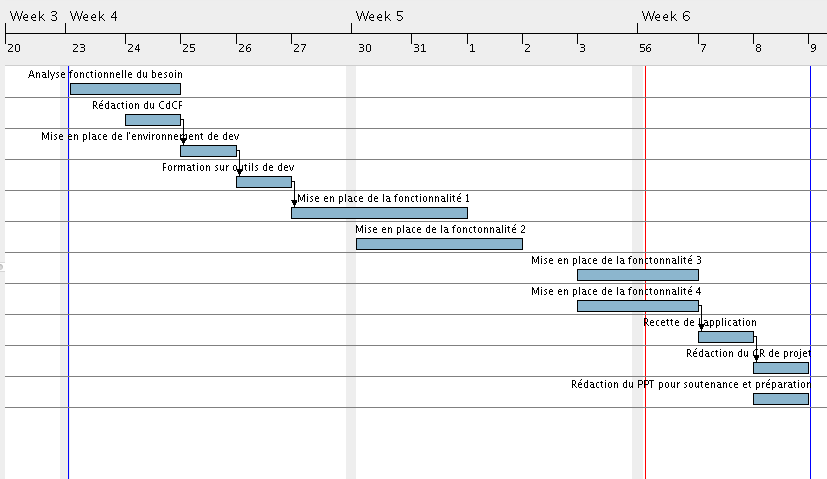 Week 3 Week 4 Week 5 Week 6
20 23 24 25 26 27 30 31 1 2 3 56 7 8 9
Analyse fonctionnelle du besoin
Rédaction du CdCF
Mise en place de l'environnement de dev
Formation sur outils de dev
Mise en place de la fonctionnalité 1
Mise en place de la fonctonnalité 2
Mise en place de la fonctonnalité 3
Mise en place de la fonctonnalité 4
Recette de l'application
Rédaction du CR de projet
Rédaction du PPT pour soutenance et préparation